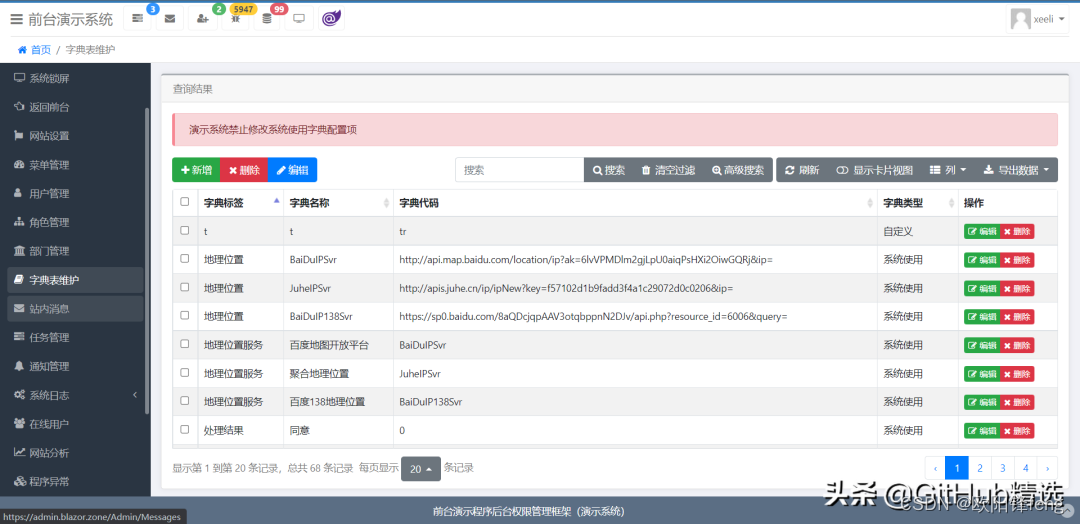 前台演示系统 3 2 5947 99 xeeli
首页 / 字典表维护
系统锁屏
返回前台
网站设置
菜单管理
用户管理
角色管理
部门管理
字典表维护
站内消息
任务管理
通知管理
系统日志
在线用户
网站分析
程序异常
查询结果
演示系统禁止修改系统使用字典配置项
新增 删除 编辑 搜索 搜索 清空过滤 高级搜索 刷新 显示卡片视图 列 导出数据
字典标签 字典名称 字典代码 字典类型 操作
t t tr 自定义 编辑 删除
地理位置 BaiDuIPSvr http://api.map.baidu.com/location/ip?ak=6lvVPMDlm2gjLpU0aiqPsHXi2OiwGQRj&ip= 系统使用 编辑 删除
地理位置 JuheIPSvr http://apis.juhe.cn/ip/ipNew?key=f57102d1b9fadd3f4a1c29072d0c0206&ip= 系统使用 编辑 删除
地理位置 BaiDuIP138Svr https://sp0.baidu.com/8aQDcjqpAAV3otqbppnN2DJv/api.php?resource_id=6006&query= 系统使用 编辑 删除
地理位置服务 百度地图开放平台 BaiDuIPSvr 系统使用 编辑 删除
地理位置服务 聚合地理位置 JuheIPSvr 系统使用 编辑 删除
地理位置服务 百度138地理位置 BaiDuIP138Svr 系统使用 编辑 删除
处理结果 同意 0 系统使用 编辑 删除
显示第 1 到第 20 条记录，总共 68 条记录 每页显示 20 条记录 ‹ 1 2 3 4 ›
头条 @GitHub精选
CSDN @欧阳锋feng
前台演示程序后台权限管理框架（演示系统）
https://admin.blazor.zone/Admin/Messages